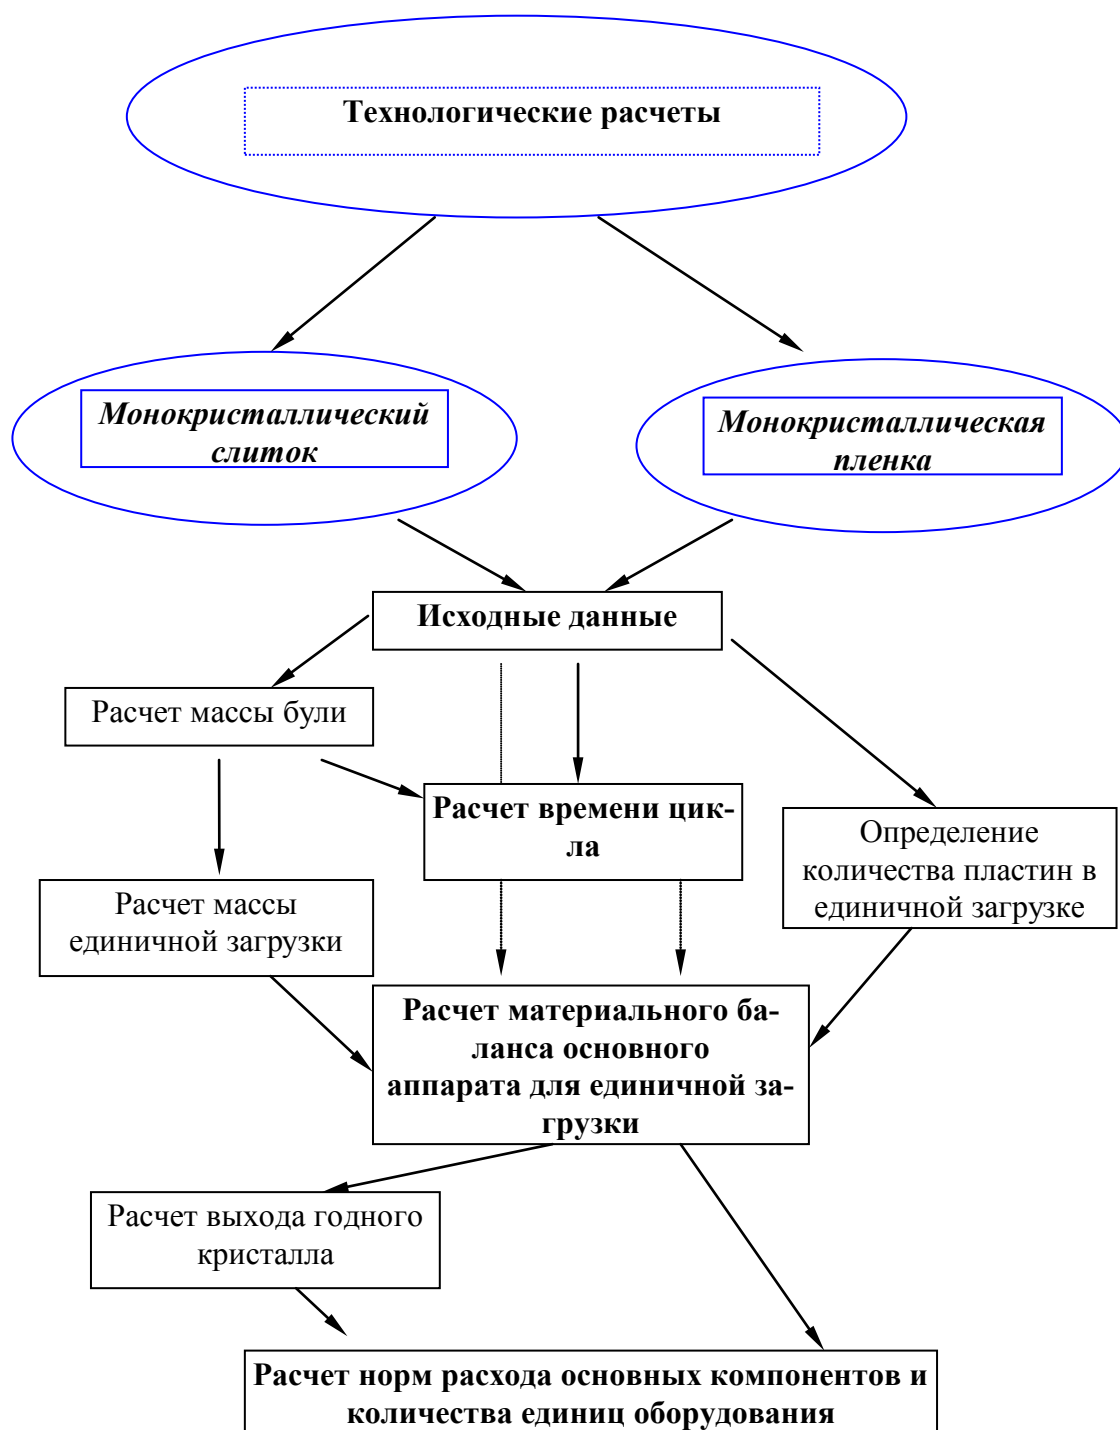 Технологические расчеты
Монокристаллический
слиток
Монокристаллическая
пленка
Исходные данные
Расчет массы були
Расчет времени цик-
ла
Определение
количества пластин в
единичной загрузке
Расчет массы
единичной загрузки
Расчет материального ба-
ланса основного
аппарата для единичной за-
грузки
Расчет выхода годного
кристалла
Расчет норм расхода основных компонентов и
количества единиц оборудования